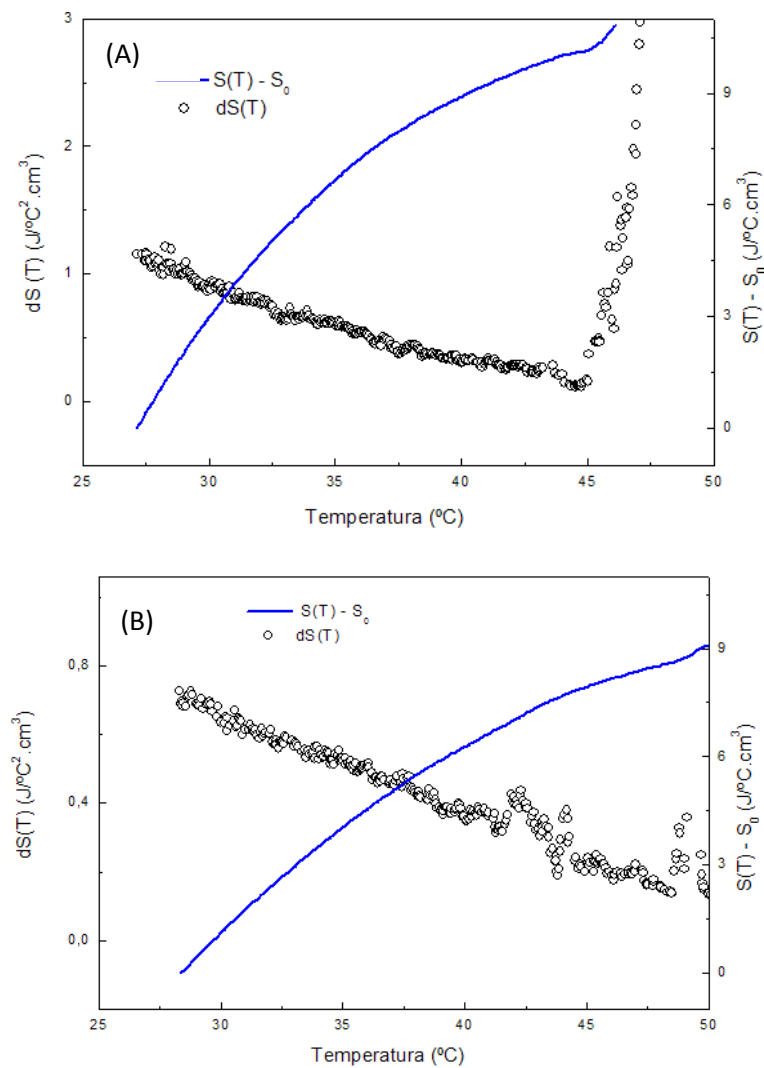 (A)
S(T) - S₀
dS(T)
3
2
1
0
dS (T) (J/ºC².cm³)
9
6
3
0
S(T) - S₀ (J/ºC.cm³)
25 30 35 40 45 50
Temperatura (ºC)
(B)
S(T) - S₀
dS(T)
0,8
0,4
0,0
dS(T) (J/ºC².cm³)
9
6
3
0
S(T) - S₀ (J/ºC.cm³)
25 30 35 40 45 50
Temperatura (ºC)